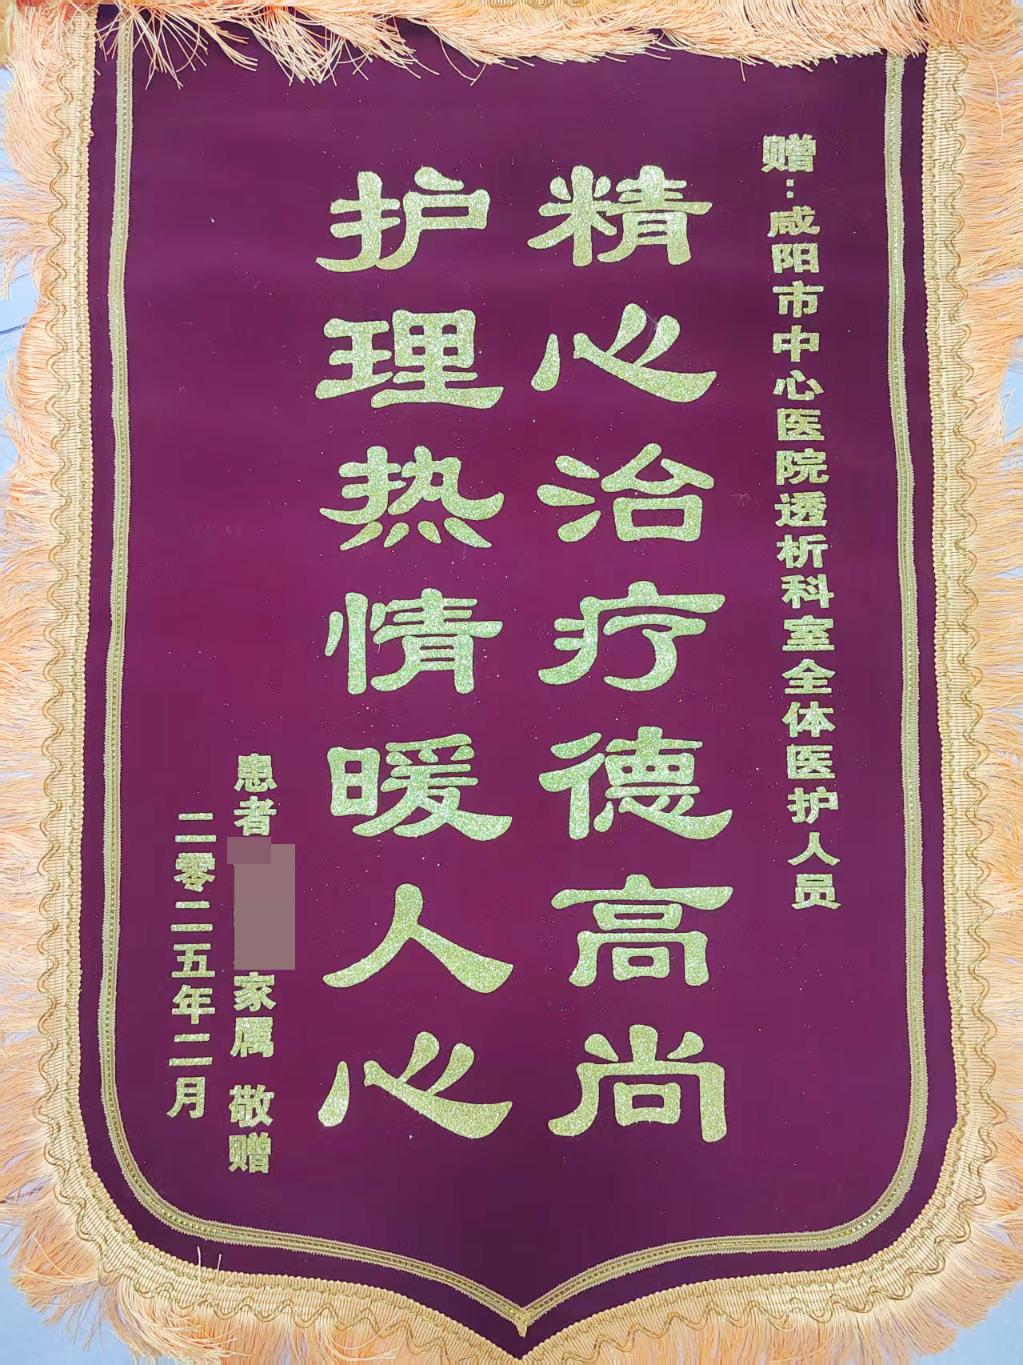 赠：咸阳市中心医院透析科室全体医护人员
精心治疗德高尚
护理热情暖人心
患者家属 敬赠
二零二五年二月